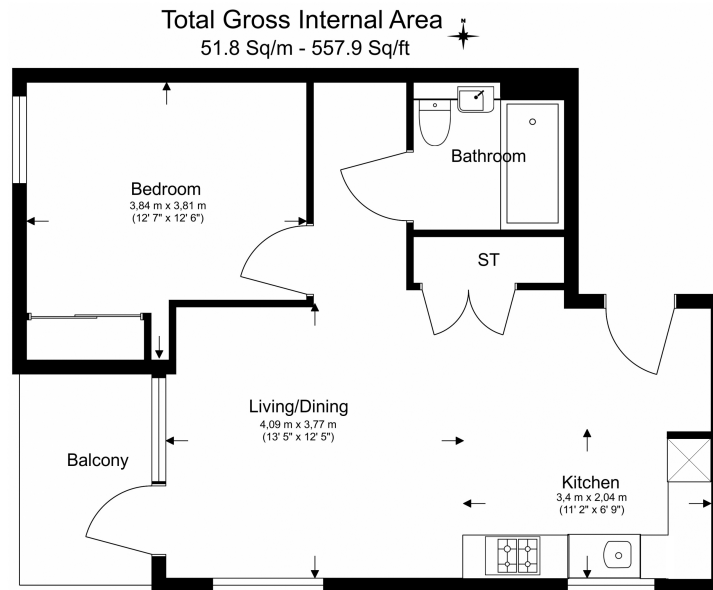 Total Gross Internal Area
N
51.8 Sq/m - 557.9 Sq/ft
Bedroom
3,84 m x 3,81 m
(12' 7" x 12' 6")
Bathroom
ST
Living/Dining
4,09 m x 3,77 m
(13' 5" x 12' 5")
Balcony
Kitchen
3,4 m x 2,04 m
(11' 2" x 6' 9")